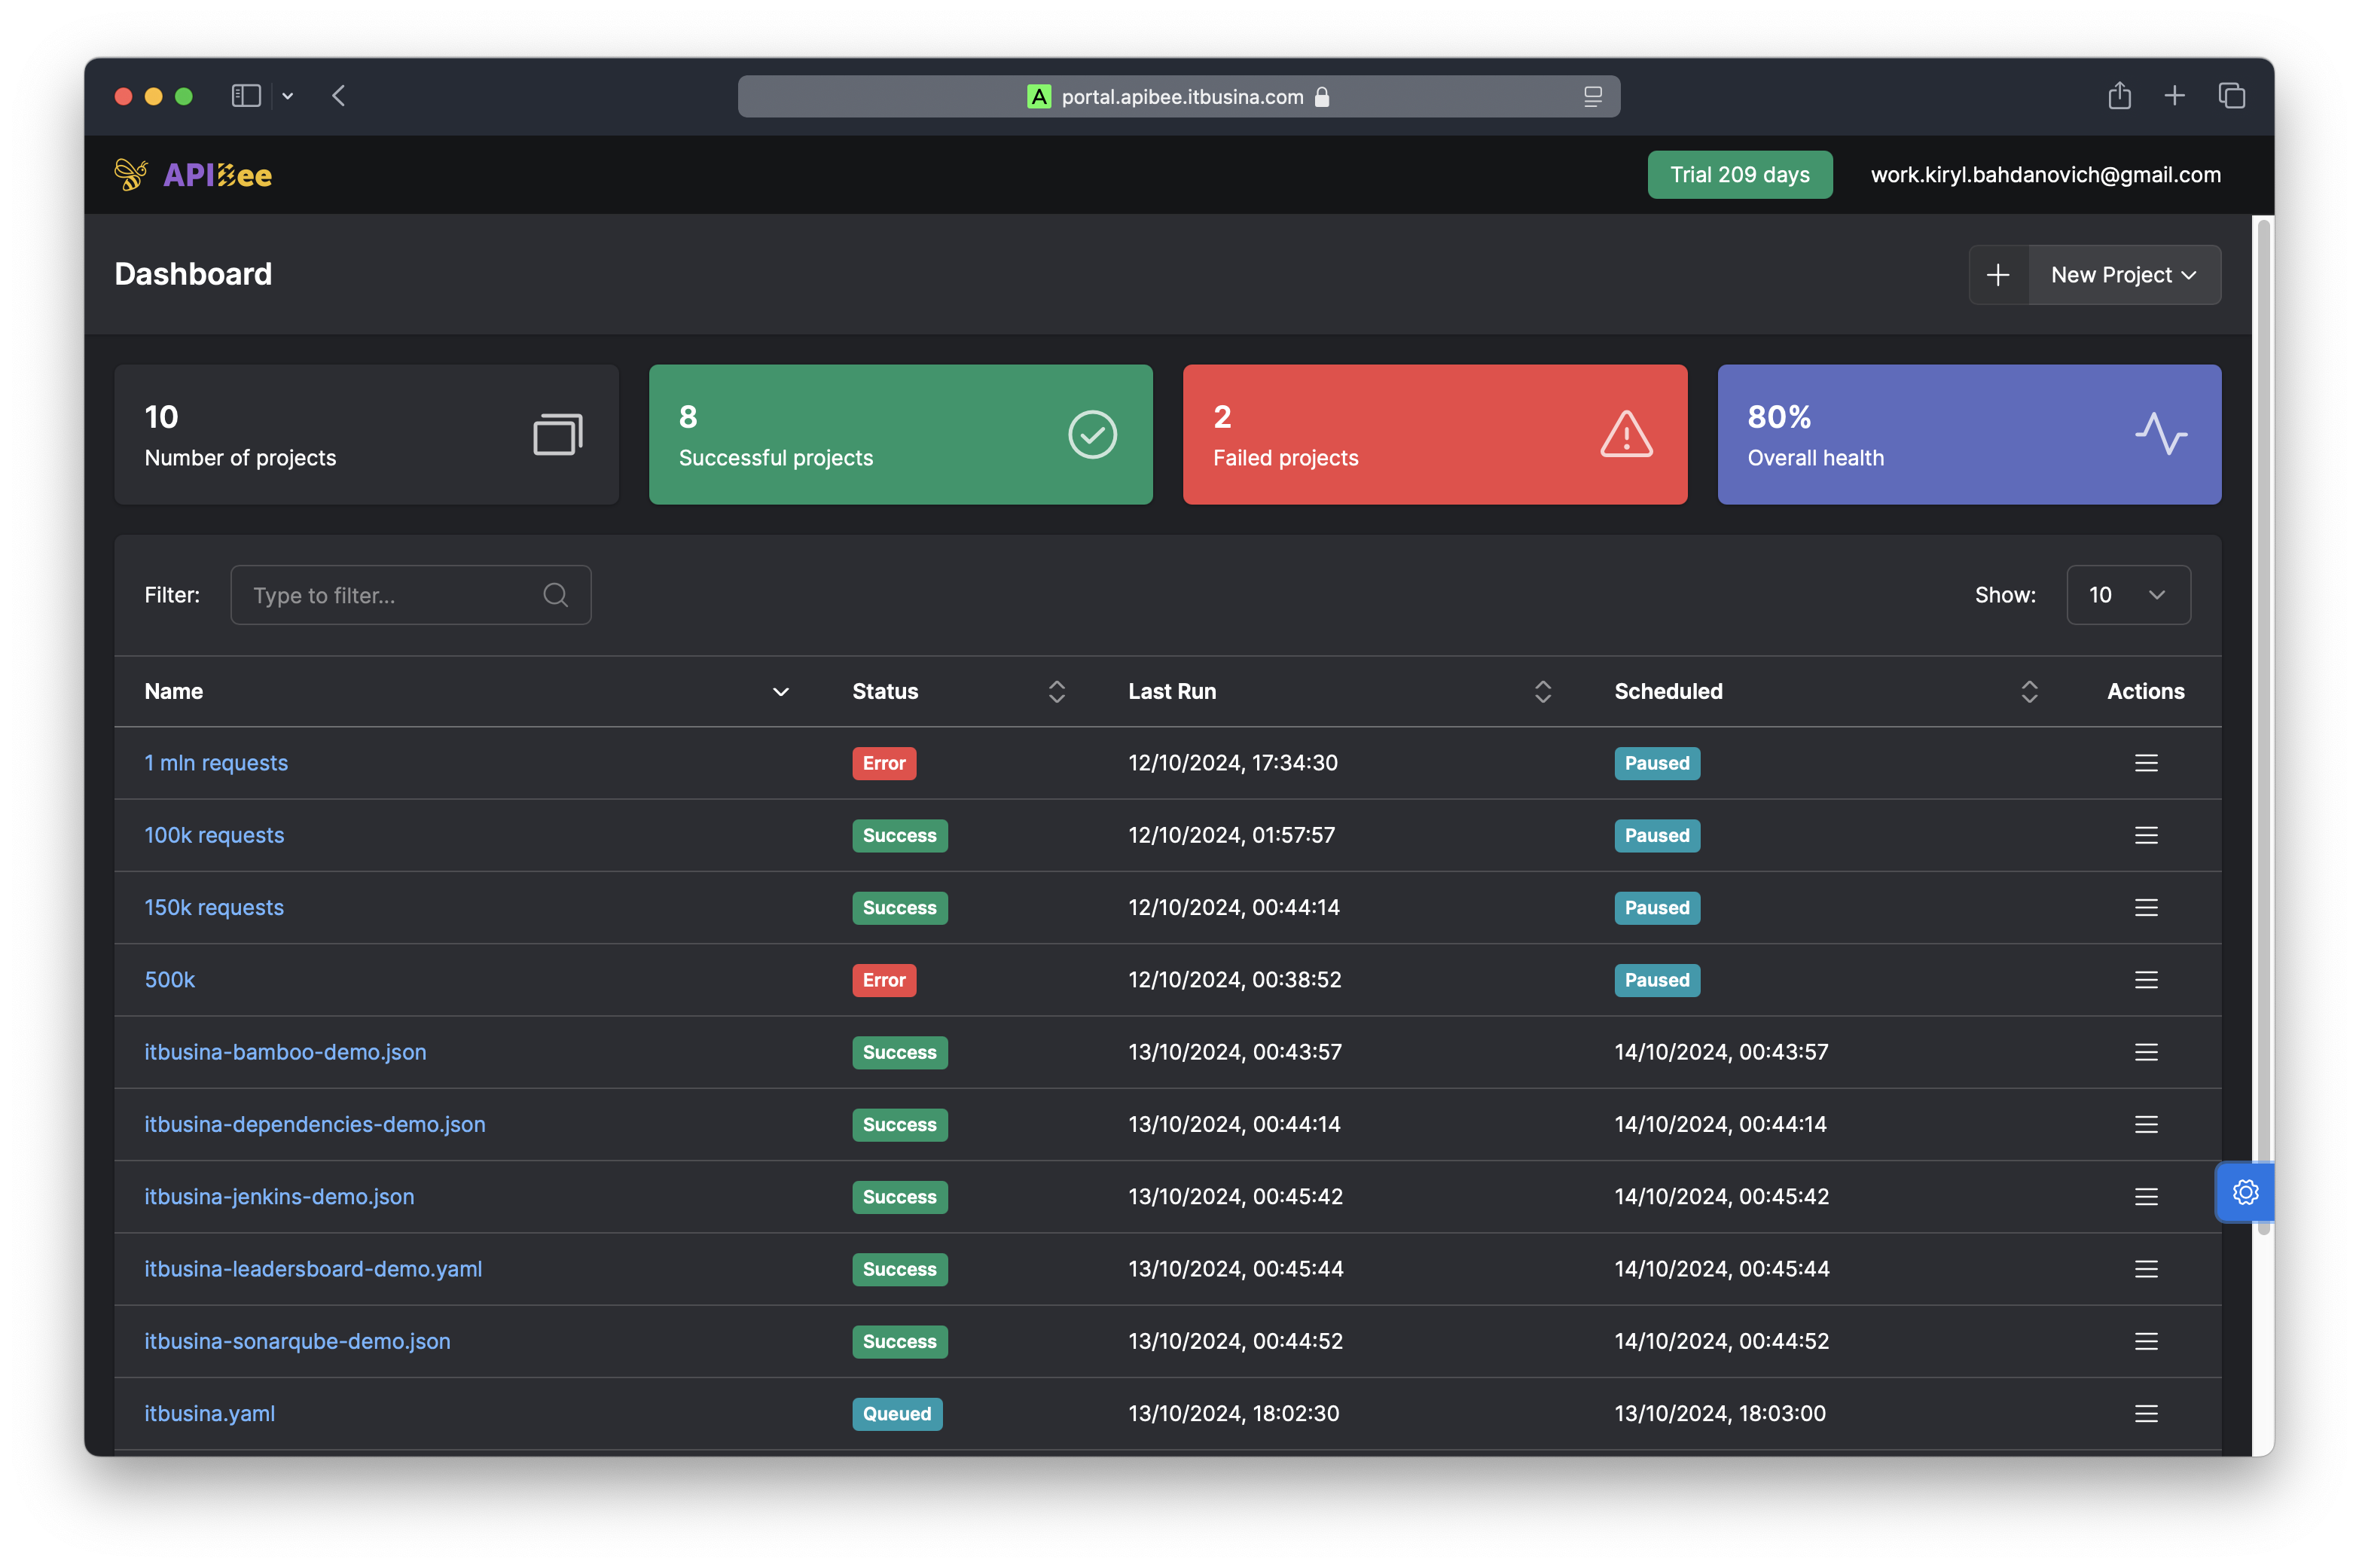 A portal.apibee.itbusina.com
APIBee Trial 209 days work.kiryl.bahdanovich@gmail.com
Dashboard New Project
10 8 2 80%
Number of projects Successful projects Failed projects Overall health
Filter: Type to filter... Show: 10
Name Status Last Run Scheduled Actions
1 mln requests Error 12/10/2024, 17:34:30 Paused
100k requests Success 12/10/2024, 01:57:57 Paused
150k requests Success 12/10/2024, 00:44:14 Paused
500k Error 12/10/2024, 00:38:52 Paused
itbusina-bamboo-demo.json Success 13/10/2024, 00:43:57 14/10/2024, 00:43:57
itbusina-dependencies-demo.json Success 13/10/2024, 00:44:14 14/10/2024, 00:44:14
itbusina-jenkins-demo.json Success 13/10/2024, 00:45:42 14/10/2024, 00:45:42
itbusina-leadersboard-demo.yaml Success 13/10/2024, 00:45:44 14/10/2024, 00:45:44
itbusina-sonarqube-demo.json Success 13/10/2024, 00:44:52 14/10/2024, 00:44:52
itbusina.yaml Queued 13/10/2024, 18:02:30 13/10/2024, 18:03:00